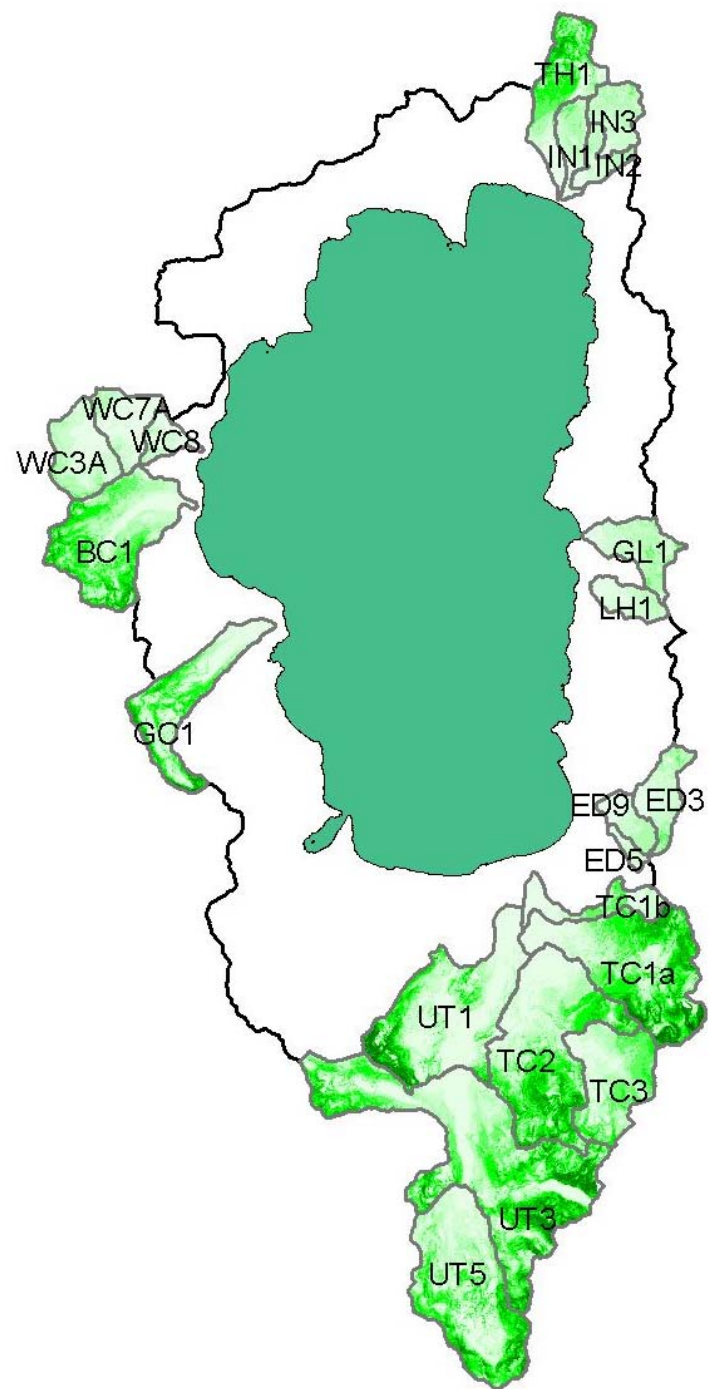 TH1
IN3
IN1
IN2
WC7A
WC8
WC3A
BC1
GL1
LH1
GC1
ED9
ED3
ED5
TC1b
TC1a
UT1
TC2
TC3
UT3
UT5